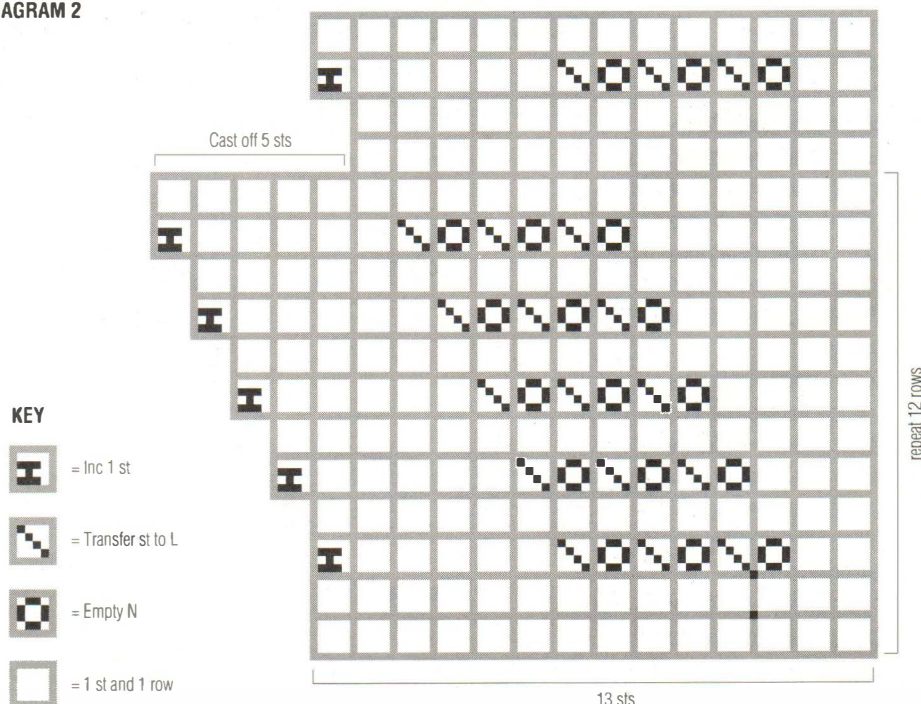 AGRAM 2
Cast off 5 sts
repeat 12 rows
KEY
= Inc 1 st
= Transfer st to L
= Empty N
= 1 st and 1 row
13 sts